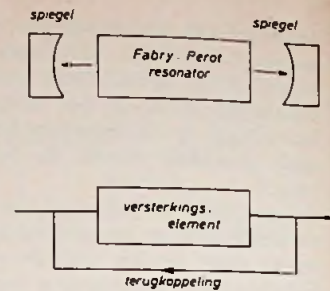 spiegel
spiegel
Fabry - Perot
resonator
versterkings-
element
terugkoppeling